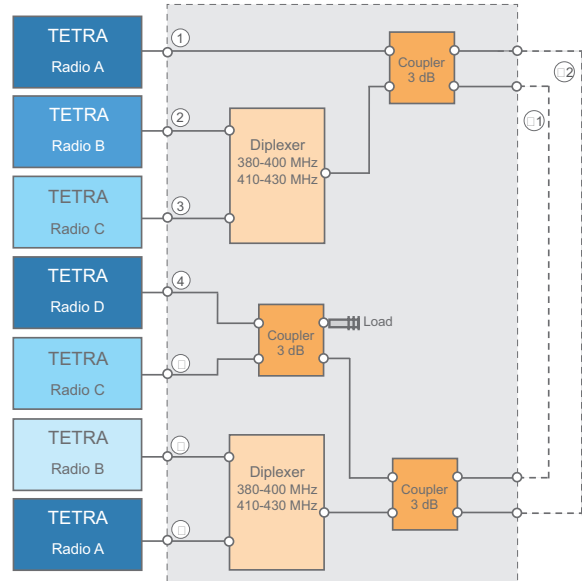 TETRA
Radio A
①
Coupler
3 dB
□2
□1
TETRA
Radio B
②
Diplexer
380-400 MHz
410-430 MHz
TETRA
Radio C
③
TETRA
Radio D
④
Coupler
3 dB
Load
TETRA
Radio C
□
TETRA
Radio B
□
Diplexer
380-400 MHz
410-430 MHz
Coupler
3 dB
TETRA
Radio A
□